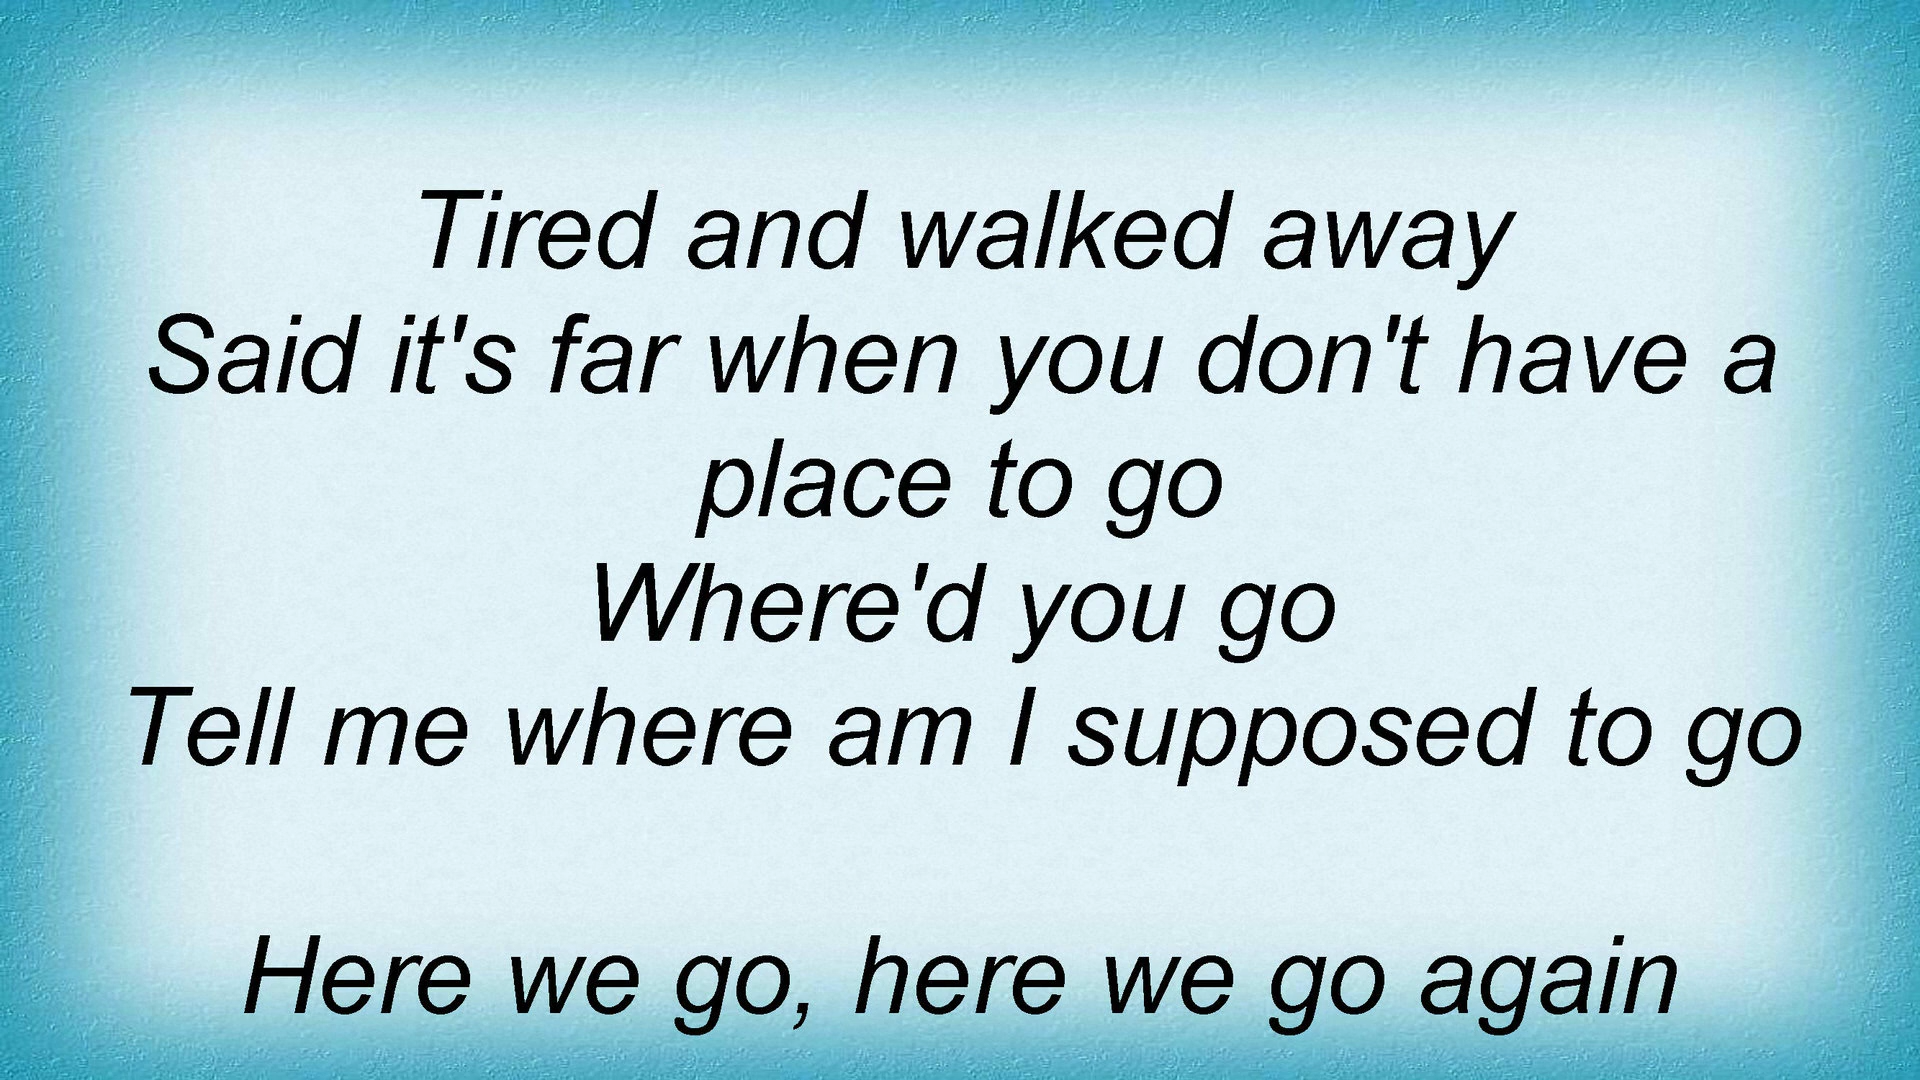 Tired and walked away
Said it's far when you don't have a
place to go
Where'd you go
Tell me where am I supposed to go
Here we go, here we go again